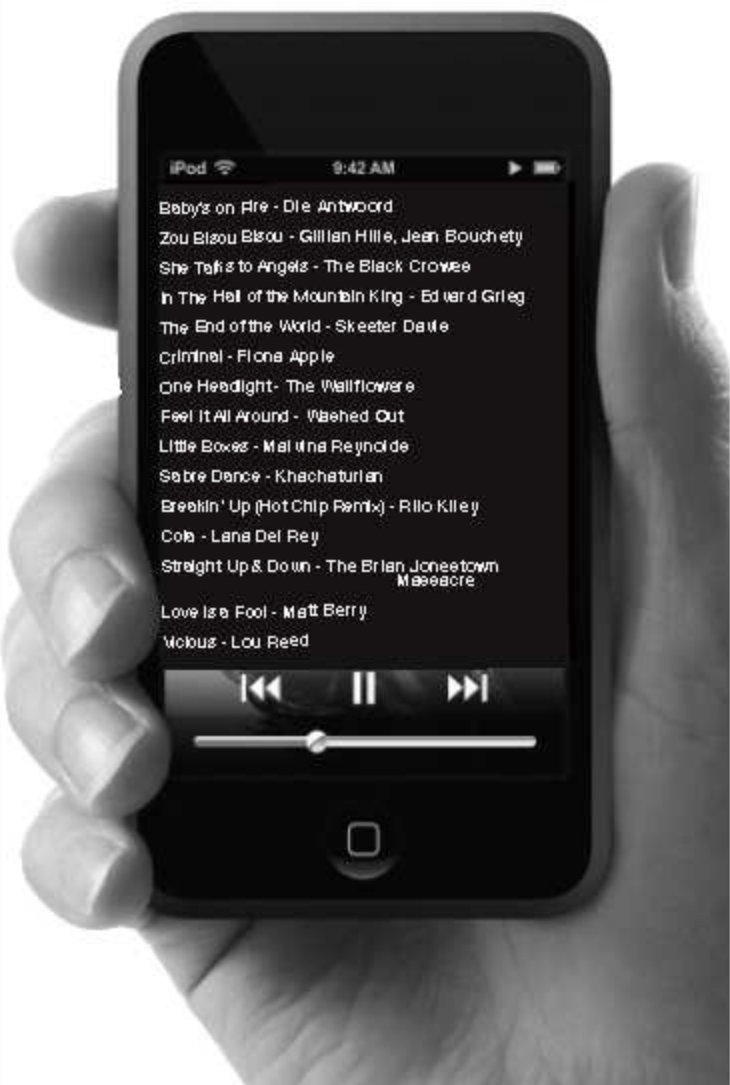 iPod 9:42 AM
Baby's on Fire - Die Antwoord
Zou Bisou Bisou - Gillian Hills, Jean Bouchety
She Talks to Angels - The Black Crowes
In The Hall of the Mountain King - Edvard Grieg
The End of the World - Skeeter Davis
Criminal - Fiona Apple
One Headlight- The Wallflowers
Feel It All Around - Washed Out
Little Boxes - Malvina Reynolds
Sabre Dance - Khachaturian
Breakin' Up (Hot Chip Remix) - Rilo Kiley
Cola - Lana Del Rey
Straight Up & Down - The Brian Jonestown
Massacre
Love Is a Fool - Matt Berry
Vicious - Lou Reed